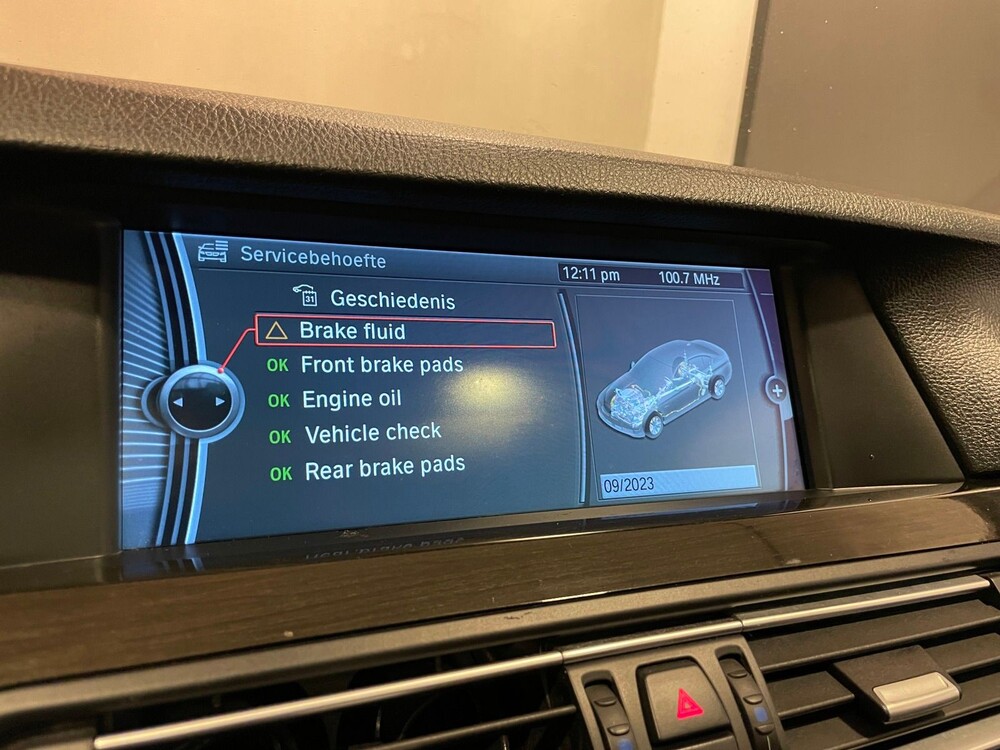 Servicebehoefte
12:11 pm 100.7 MHz
31 Geschiedenis
Brake fluid
OK Front brake pads
OK Engine oil
OK Vehicle check
OK Rear brake pads
09/2023